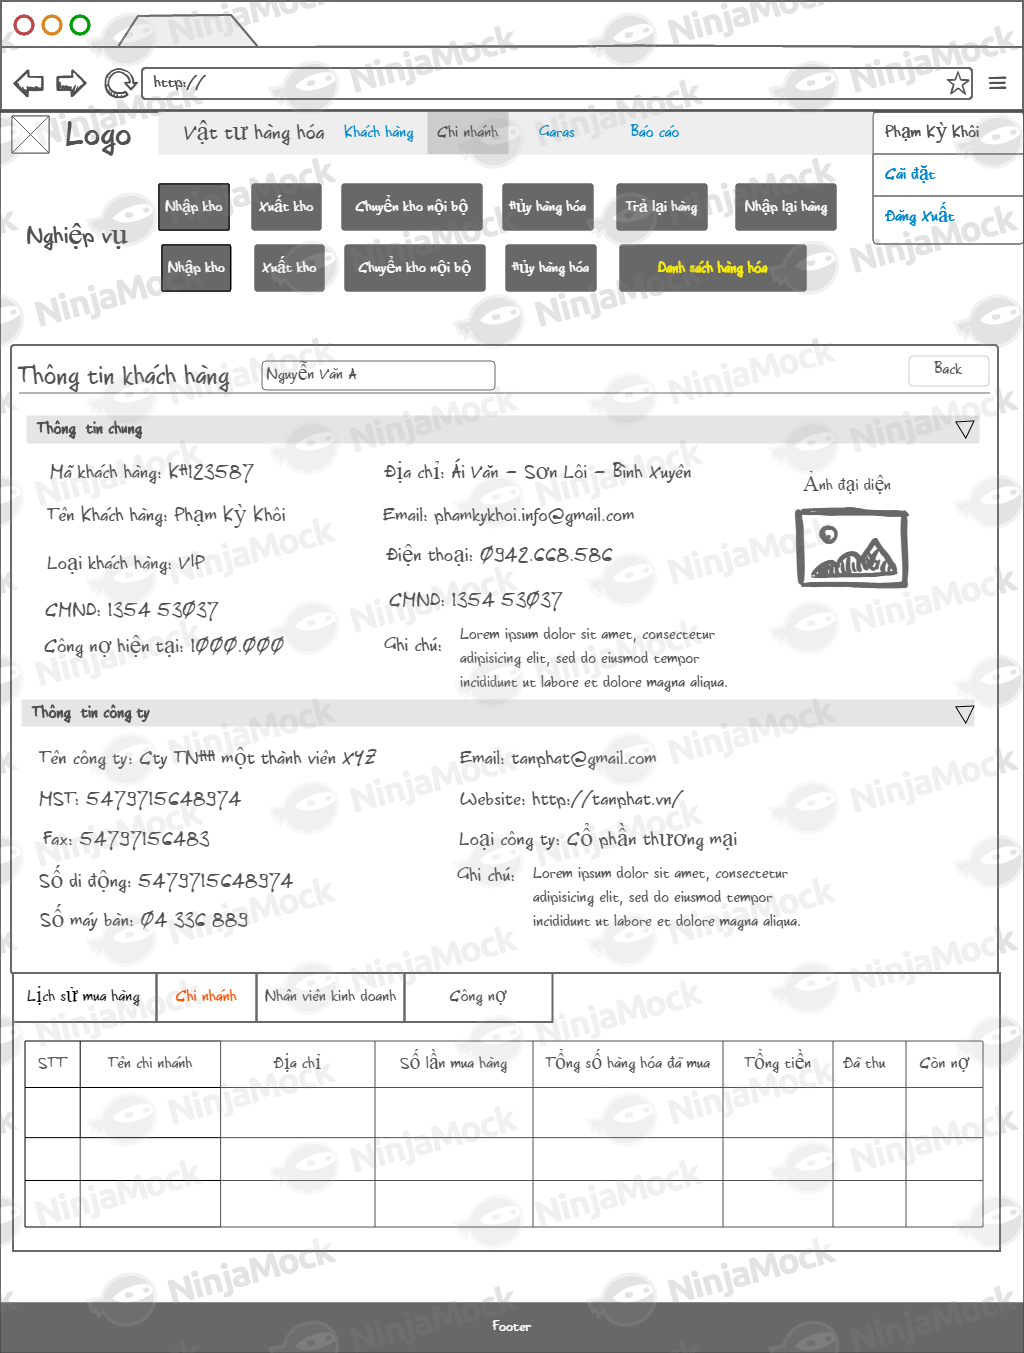 http://
Logo
Vật tư hàng hóa
Khách hàng
Chi nhánh
Garas
Báo cáo
Phạm Kỳ Khôi
Cài đặt
Đăng Xuất
Nghiệp vụ
Nhập kho
Xuất kho
Chuyển kho nội bộ
Hủy hàng hóa
Trả lại hàng
Nhập lại hàng
Nhập kho
Xuất kho
Chuyển kho nội bộ
Hủy hàng hóa
Danh sách hàng hóa
Thông tin khách hàng
Nguyễn Văn A
Back
Thông tin chung
Mã khách hàng: KH123587
Địa chỉ: Ái Văn - Sơn Lôi - Bình Xuyên
Ảnh đại diện
Tên Khách hàng: Phạm Kỳ Khôi
Email: phamkykhoi.info@gmail.com
Loại khách hàng: VIP
Điện thoại: 0942.668.586
CMND: 1354 53037
CMND: 1354 53037
Công nợ hiện tại: 1000.000
Ghi chú:
Lorem ipsum dolor sit amet, consectetur
adipisicing elit, sed do eiusmod tempor
incididunt ut labore et dolore magna aliqua.
Thông tin công ty
Tên công ty: Cty TNHH một thành viên XYZ
Email: tanphat@gmail.com
MST: 5479715648974
Website: http://tanphat.vn/
Fax: 54797156483
Loại công ty: Cổ phần thương mại
Số di động: 5479715648974
Ghi chú:
Lorem ipsum dolor sit amet, consectetur
adipisicing elit, sed do eiusmod tempor
incididunt ut labore et dolore magna aliqua.
Số máy bàn: 04 336 889
Lịch sử mua hàng
Chi nhánh
Nhân viên kinh doanh
Công nợ
STT
Tên chi nhánh
Địa chỉ
Số lần mua hàng
Tổng số hàng hóa đã mua
Tổng tiền
Đã thu
Còn nợ
Footer
NinjaMock